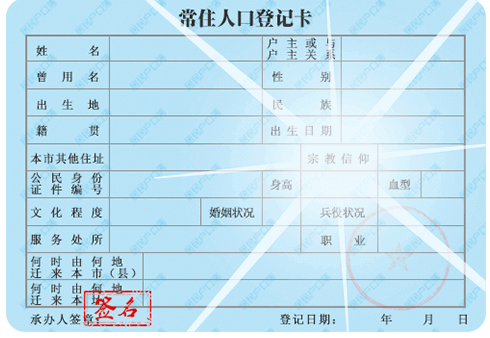 常住人口登记卡
姓 名 户主或与户主关系
曾用名 性别
出生地 民族
籍贯 出生日期
本市其他住址 宗教信仰
公民身份证件编号 身高 血型
文化程度 婚姻状况 兵役状况
服务处所 职业
何时由何地迁来本市（县）
何时由何地迁来本址
承办人签章： 签名 登记日期： 年 月 日